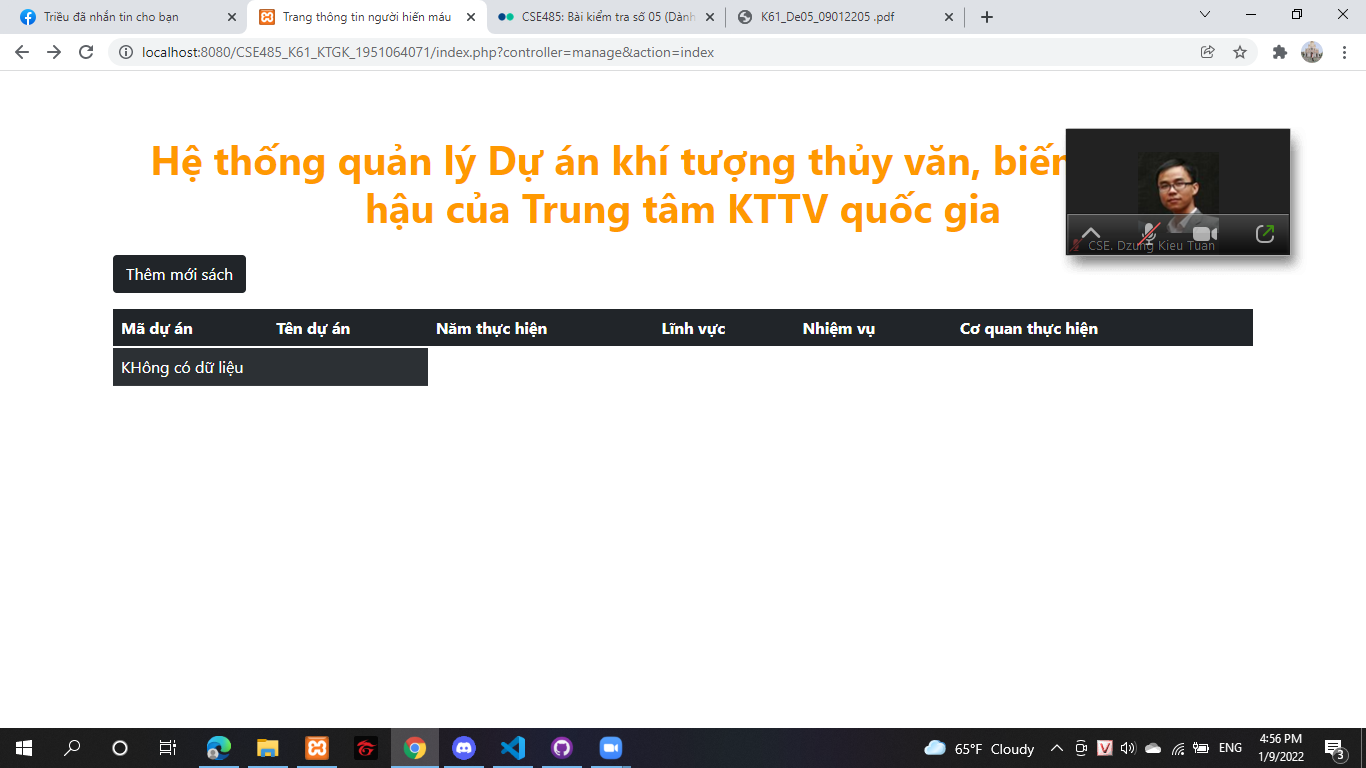 Triều đã nhắn tin cho bạn
Trang thông tin người hiến máu
CSE485: Bài kiểm tra số 05 (Dành
K61_De05_09012205 .pdf
localhost:8080/CSE485_K61_KTGK_1951064071/index.php?controller=manage&action=index
Hệ thống quản lý Dự án khí tượng thủy văn, biến
hậu của Trung tâm KTTV quốc gia
CSE. Dzung Kieu Tuan
Thêm mới sách
Mã dự án Tên dự án Năm thực hiện Lĩnh vực Nhiệm vụ Cơ quan thực hiện
KHông có dữ liệu
65°F Cloudy
V
ENG
4:56 PM
1/9/2022
3